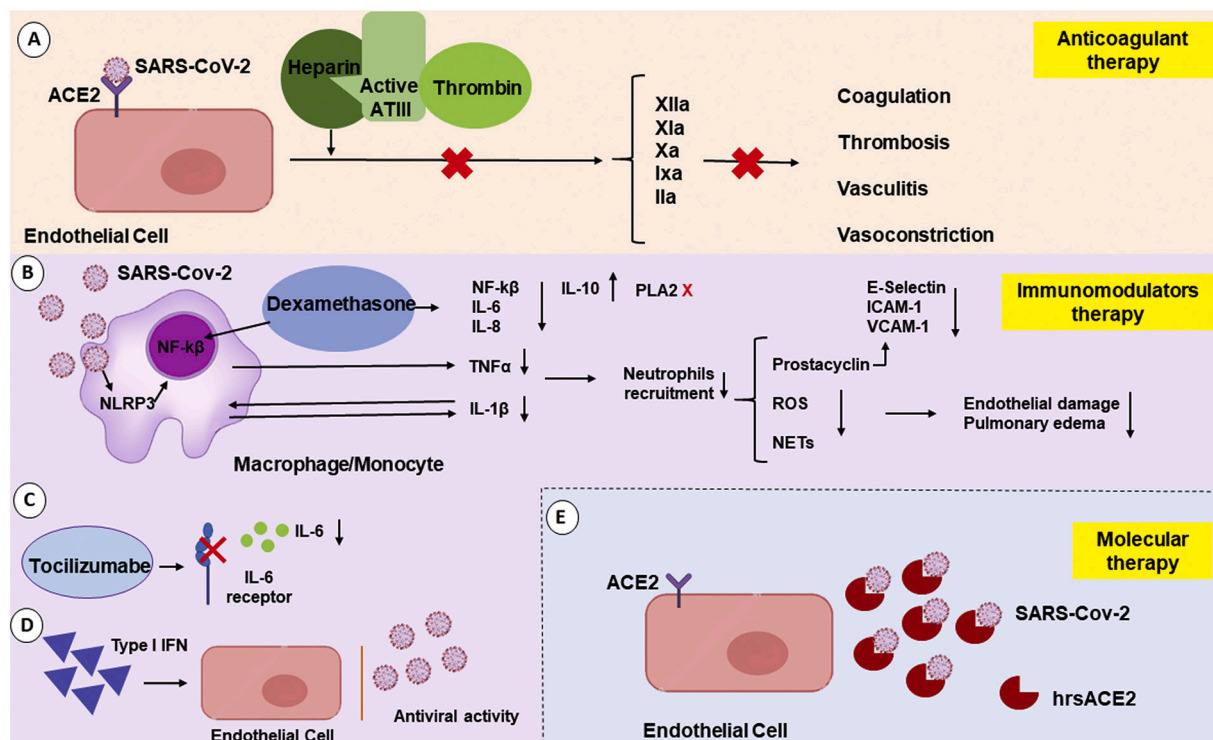 A
SARS-CoV-2
ACE2
Endothelial Cell
Heparin
Active
ATIII
Thrombin
XIIa
XIa
Xa
Ixa
IIa
Coagulation
Thrombosis
Vasculitis
Vasoconstriction
Anticoagulant
therapy
B
SARS-Cov-2
Dexamethasone
NF-kβ
NLRP3
Macrophage/Monocyte
NF-kβ
IL-6
IL-8
IL-10
PLA2 X
TNFα
IL-1β
Neutrophils
recruitment
E-Selectin
ICAM-1
VCAM-1
Prostacyclin
ROS
NETs
Endothelial damage
Pulmonary edema
Immunomodulators
therapy
C
Tocilizumabe
IL-6
IL-6
receptor
D
Type I IFN
Endothelial Cell
Antiviral activity
E
Molecular
therapy
ACE2
SARS-Cov-2
hrsACE2
Endothelial Cell